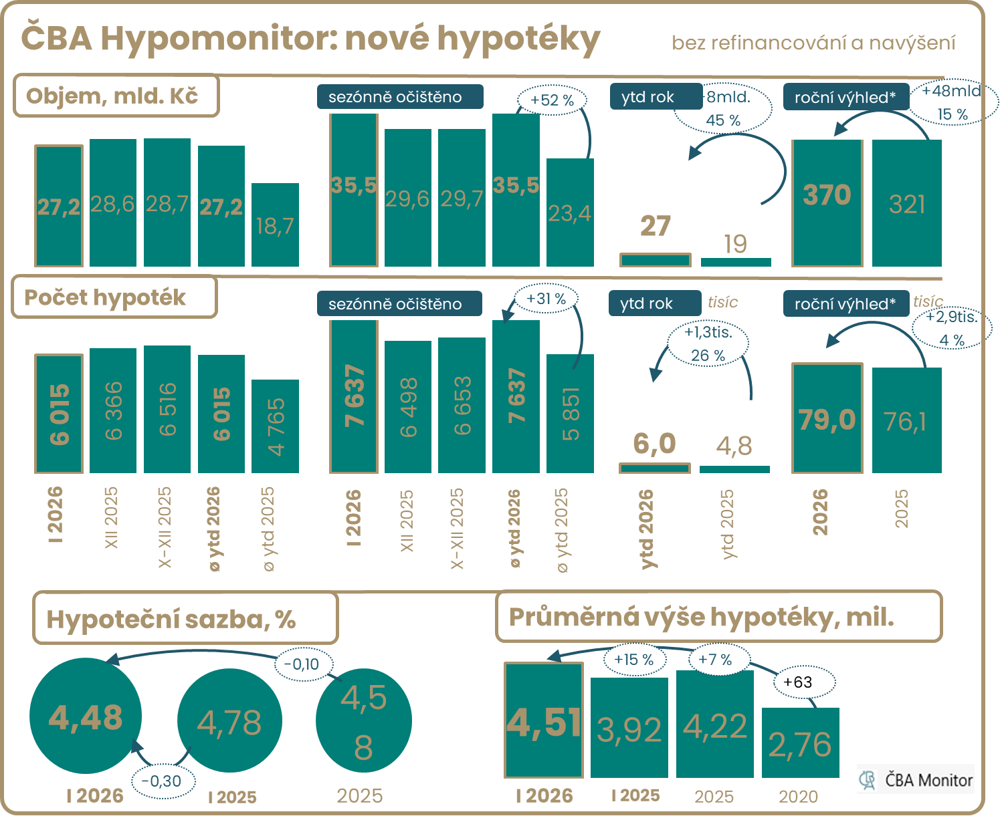 ČBA Hypomonitor: nové hypotéky
bez refinancování a navýšení
Objem, mld. Kč
sezónně očištěno
+52 %
ytd rok
8mld.
45 %
roční výhled*
+48mld
15 %
27,2
28,6
28,7
27,2
18,7
35,5
29,6
29,7
35,5
23,4
27
19
370
321
Počet hypoték
sezónně očištěno
+31 %
ytd rok
tisíc
+1,3tis.
26 %
roční výhled*
tisíc
+2,9tis.
4 %
6 015
6 366
6 516
6 015
4 765
7 637
6 498
6 653
7 637
5 851
6,0
4,8
79,0
76,1
I 2026
XII 2025
X-XII 2025
ø ytd 2026
ø ytd 2025
I 2026
XII 2025
X-XII 2025
ø ytd 2026
ø ytd 2025
ytd 2026
ytd 2025
2026
2025
Hypoteční sazba, %
-0,10
4,48
4,78
4,5
8
-0,30
I 2026
I 2025
2025
Průměrná výše hypotéky, mil.
+15 %
+7 %
+63
4,51
3,92
4,22
2,76
I 2026
I 2025
2025
2020
ČBA Monitor